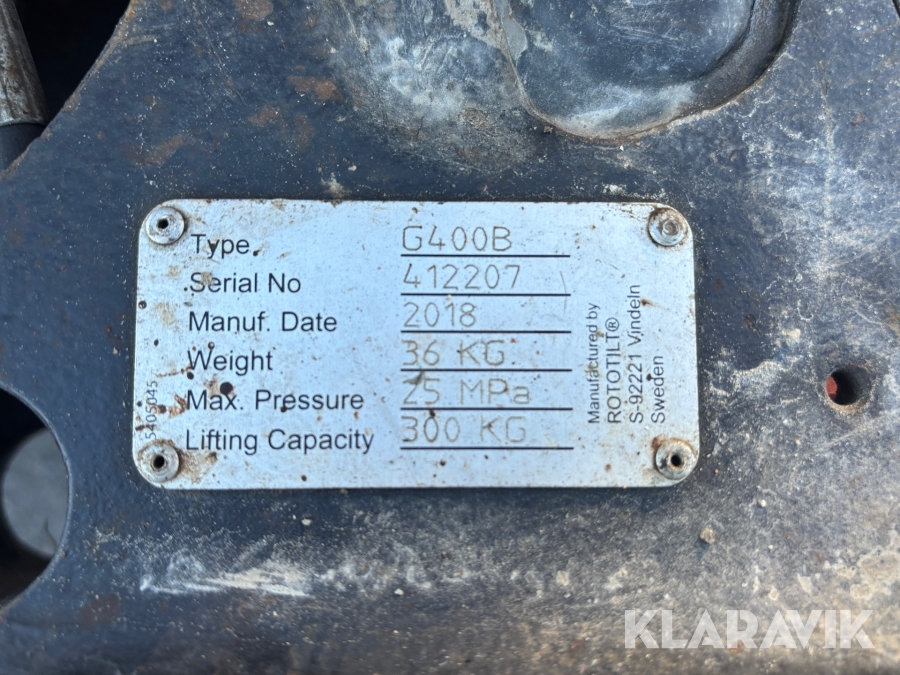 Type. G400B
Serial No 412207
Manuf. Date 2018
Weight 36 KG
Max. Pressure 25 MPa
Lifting Capacity 300 KG
5405045
Manufactured by
ROTOTILT®
S-92221 Vindeln
Sweden
KLARAVIK